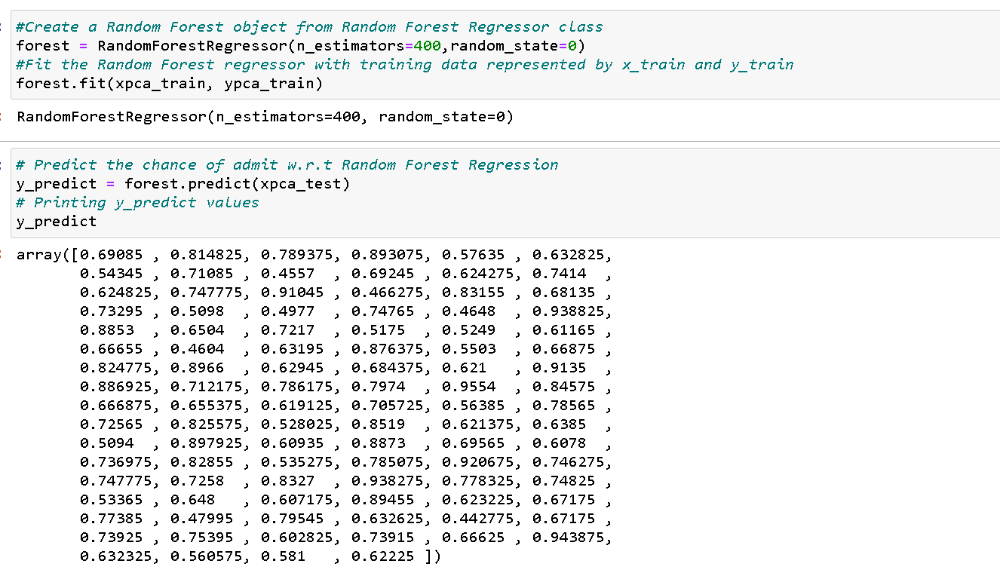 #Create a Random Forest object from Random Forest Regressor class
forest = RandomForestRegressor(n_estimators=400,random_state=0)
#Fit the Random Forest regressor with training data represented by x_train and y_train
forest.fit(xpca_train, ypca_train)
RandomForestRegressor(n_estimators=400, random_state=0)
# Predict the chance of admit w.r.t Random Forest Regression
y_predict = forest.predict(xpca_test)
# Printing y_predict values
y_predict
array([0.69085 , 0.814825, 0.789375, 0.893075, 0.57635 , 0.632825,
0.54345 , 0.71085 , 0.4557  , 0.69245 , 0.624275, 0.7414  ,
0.624825, 0.747775, 0.91045 , 0.466275, 0.83155 , 0.68135 ,
0.73295 , 0.5098  , 0.4977  , 0.74765 , 0.4648  , 0.938825,
0.8853  , 0.6504  , 0.7217  , 0.5175  , 0.5249  , 0.61165 ,
0.66655 , 0.4604  , 0.63195 , 0.876375, 0.5503  , 0.66875 ,
0.824775, 0.8966  , 0.62945 , 0.684375, 0.621   , 0.9135  ,
0.886925, 0.712175, 0.786175, 0.7974  , 0.9554  , 0.84575 ,
0.666875, 0.655375, 0.619125, 0.705725, 0.56385 , 0.78565 ,
0.72565 , 0.825575, 0.528025, 0.8519  , 0.621375, 0.6385  ,
0.5094  , 0.897925, 0.60935 , 0.8873  , 0.69565 , 0.6078  ,
0.736975, 0.82855 , 0.535275, 0.785075, 0.920675, 0.746275,
0.747775, 0.7258  , 0.8327  , 0.938275, 0.778325, 0.74825 ,
0.53365 , 0.648   , 0.607175, 0.89455 , 0.623225, 0.67175 ,
0.77385 , 0.47995 , 0.79545 , 0.632625, 0.442775, 0.67175 ,
0.73925 , 0.75395 , 0.602825, 0.73915 , 0.66625 , 0.943875,
0.632325, 0.560575, 0.581   , 0.62225 ])